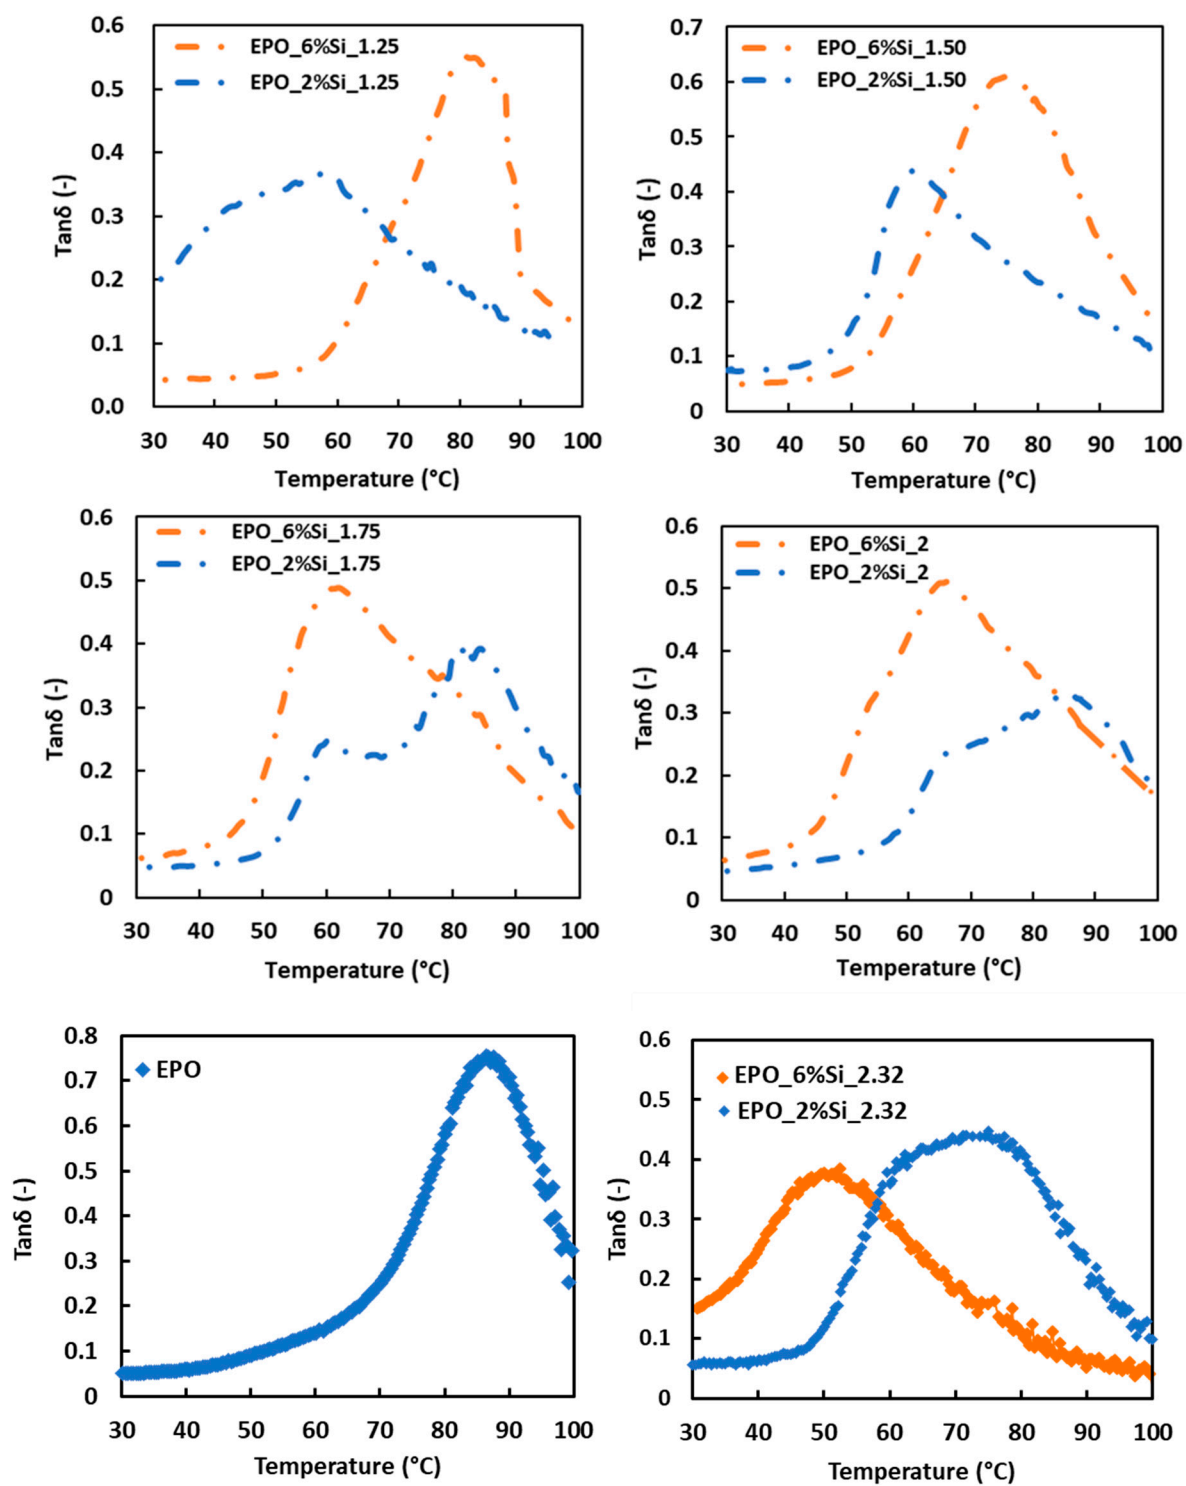 0.6
EPO_6%Si_1.25
EPO_2%Si_1.25
0.5
0.4
0.3
0.2
0.1
0.0
Tanδ (-)
30 40 50 60 70 80 90 100
Temperature (°C)
0.7
EPO_6%Si_1.50
EPO_2%Si_1.50
0.6
0.5
0.4
0.3
0.2
0.1
0
Tanδ (-)
30 40 50 60 70 80 90 100
Temperature (°C)
0.6
EPO_6%Si_1.75
EPO_2%Si_1.75
0.5
0.4
0.3
0.2
0.1
0
Tanδ (-)
30 40 50 60 70 80 90 100
Temperature (°C)
0.6
EPO_6%Si_2
EPO_2%Si_2
0.5
0.4
0.3
0.2
0.1
0
Tanδ (-)
30 40 50 60 70 80 90 100
Temperature (°C)
0.8
EPO
0.7
0.6
0.5
0.4
0.3
0.2
0.1
0
Tanδ (-)
30 40 50 60 70 80 90 100
Temperature (°C)
0.6
EPO_6%Si_2.32
EPO_2%Si_2.32
0.5
0.4
0.3
0.2
0.1
0
Tanδ (-)
30 40 50 60 70 80 90 100
Temperature (°C)